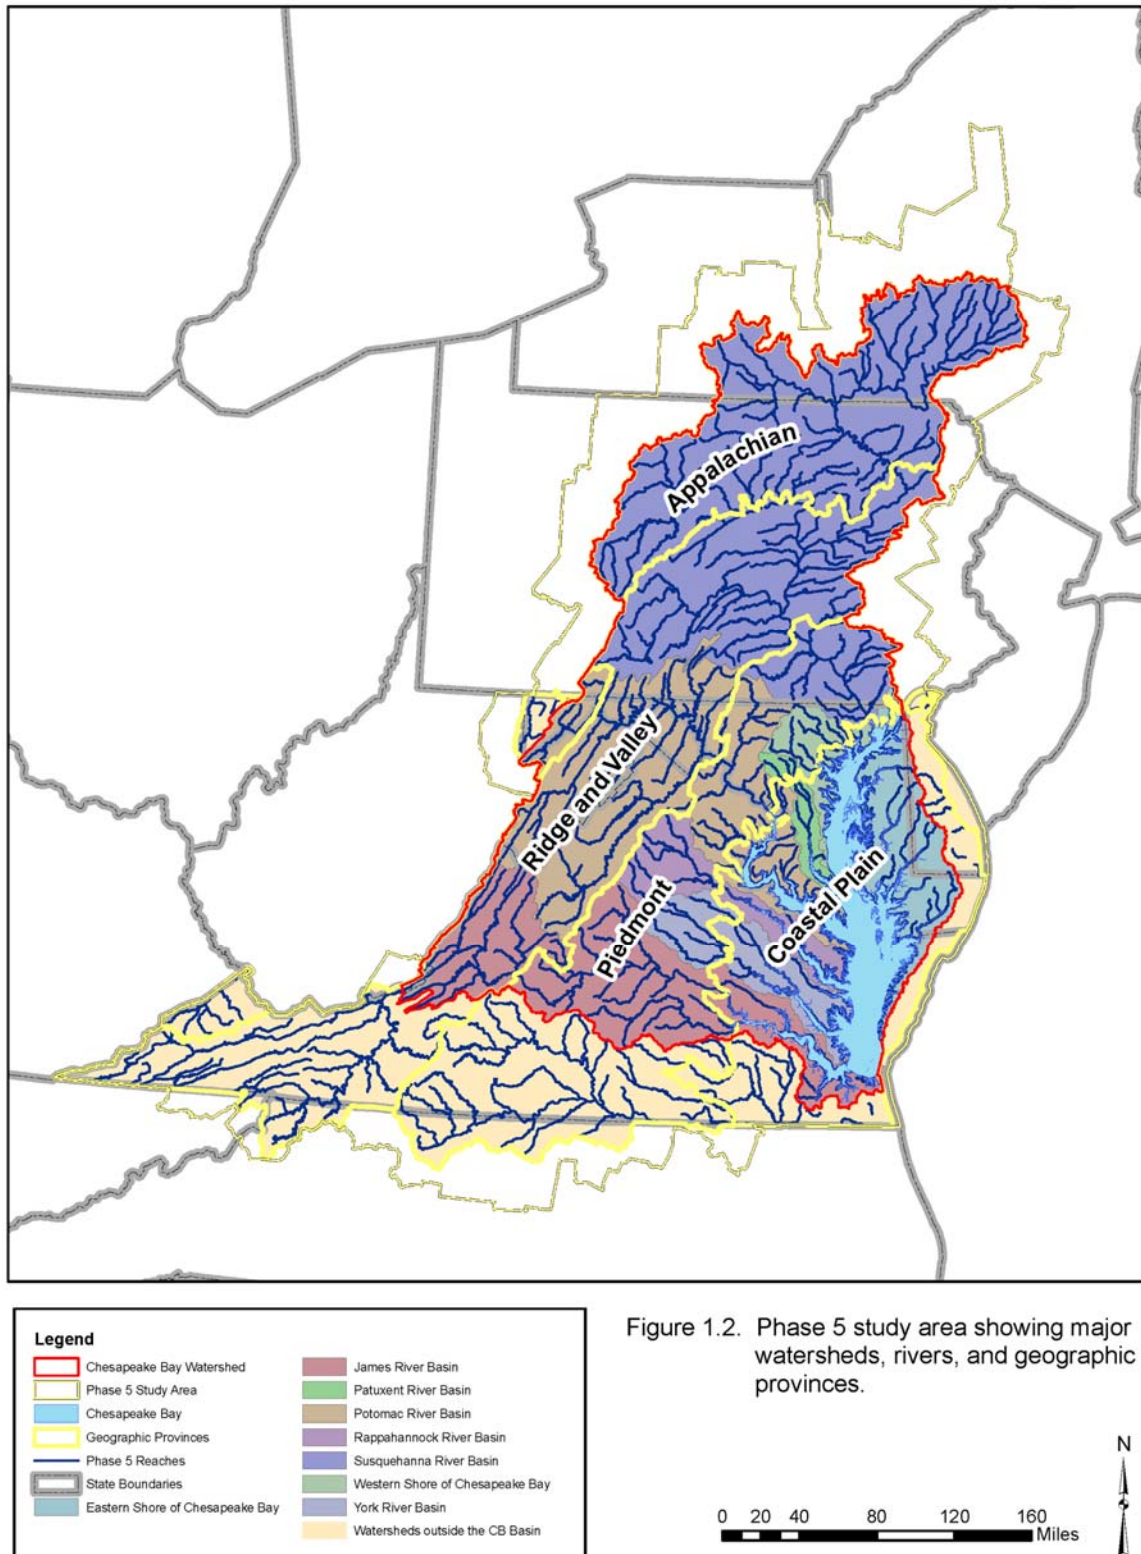 Appalachian
Ridge and Valley
Piedmont
Coastal Plain
Legend
Chesapeake Bay Watershed
Phase 5 Study Area
Chesapeake Bay
Geographic Provinces
Phase 5 Reaches
State Boundaries
Eastern Shore of Chesapeake Bay
James River Basin
Patuxent River Basin
Potomac River Basin
Rappahannock River Basin
Susquehanna River Basin
Western Shore of Chesapeake Bay
York River Basin
Watersheds outside the CB Basin
Figure 1.2. Phase 5 study area showing major
watersheds, rivers, and geographic
provinces.
N
0 20 40 80 120 160
Miles